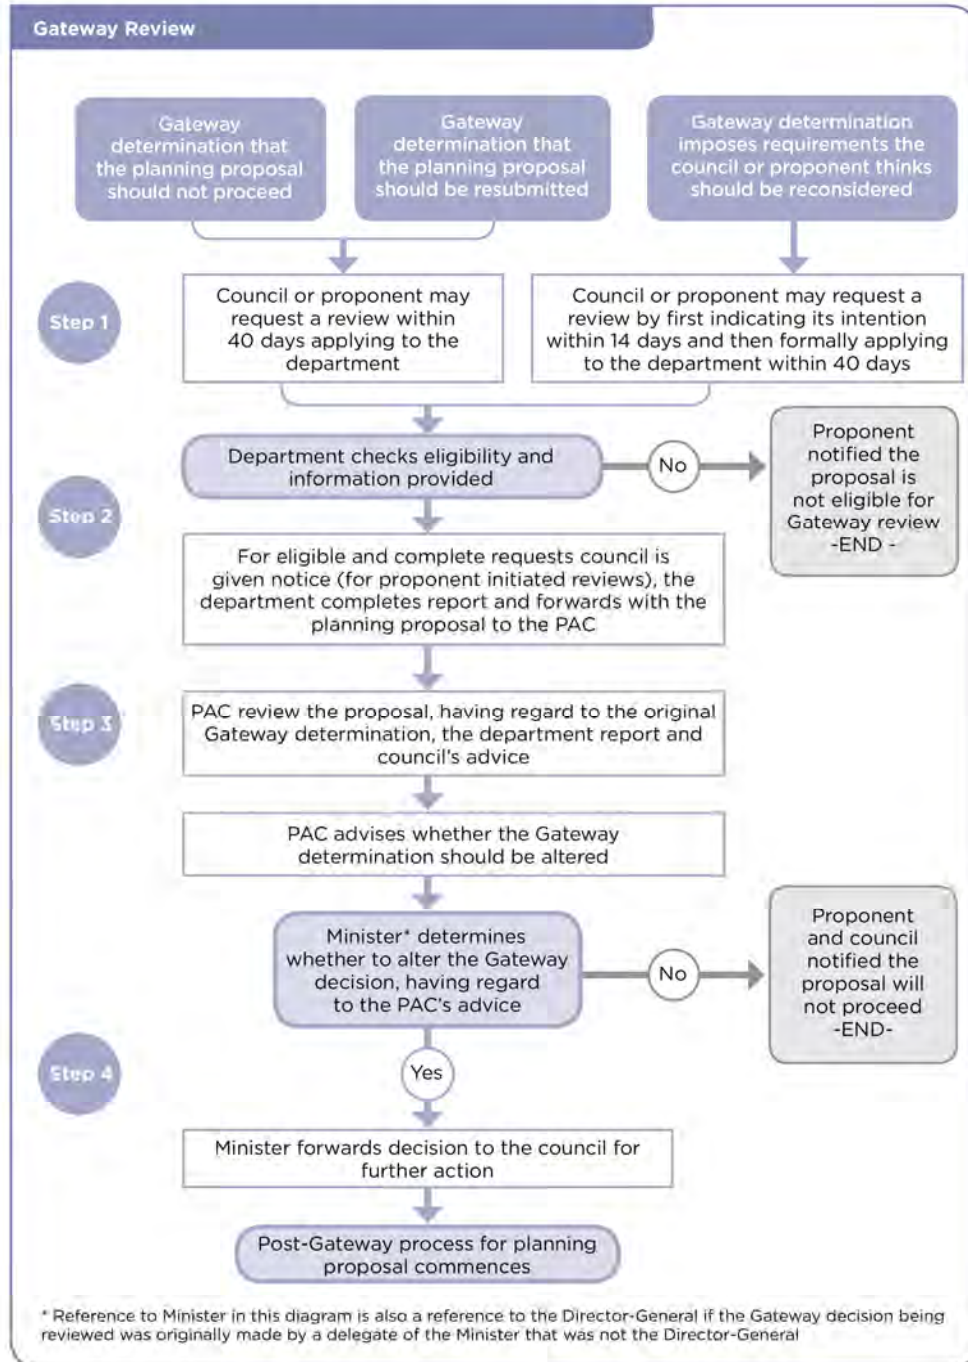 Gateway Review
Gateway
determination that
the planning proposal
should not proceed
Gateway
determination that
the planning proposal
should be resubmitted
Gateway determination
imposes requirements the
council or proponent thinks
should be reconsidered
Step 1
Council or proponent may
request a review within
40 days applying to the
department
Council or proponent may request a
review by first indicating its intention
within 14 days and then formally applying
to the department within 40 days
Step 2
Department checks eligibility and
information provided
No
Proponent
notified the
proposal is
not eligible for
Gateway review
-END -
For eligible and complete requests council is
given notice (for proponent initiated reviews), the
department completes report and forwards with the
planning proposal to the PAC
Step 3
PAC review the proposal, having regard to the original
Gateway determination, the department report and
council's advice
PAC advises whether the Gateway
determination should be altered
Minister* determines
whether to alter the Gateway
decision, having regard
to the PAC's advice
No
Proponent
and council
notified the
proposal will
not proceed
-END-
Step 4
Yes
Minister forwards decision to the council for
further action
Post-Gateway process for planning
proposal commences
* Reference to Minister in this diagram is also a reference to the Director-General if the Gateway decision being
reviewed was originally made by a delegate of the Minister that was not the Director-General